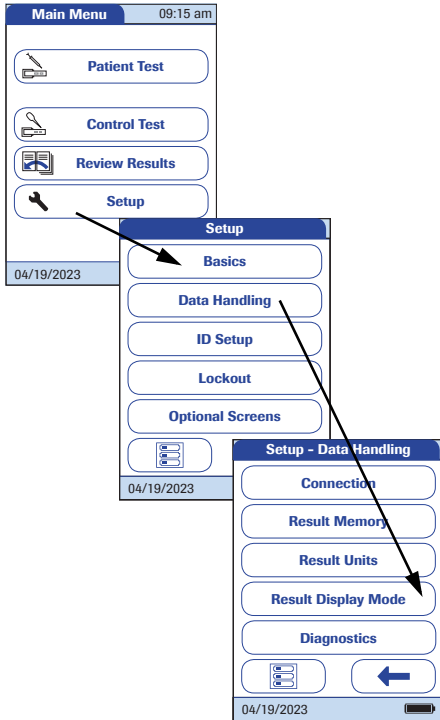 Main Menu 09:15 am
Patient Test
Control Test
Review Results
Setup
04/19/2023
Setup
Basics
Data Handling
ID Setup
Lockout
Optional Screens
04/19/2023
Setup - Data Handling
Connection
Result Memory
Result Units
Result Display Mode
Diagnostics
04/19/2023